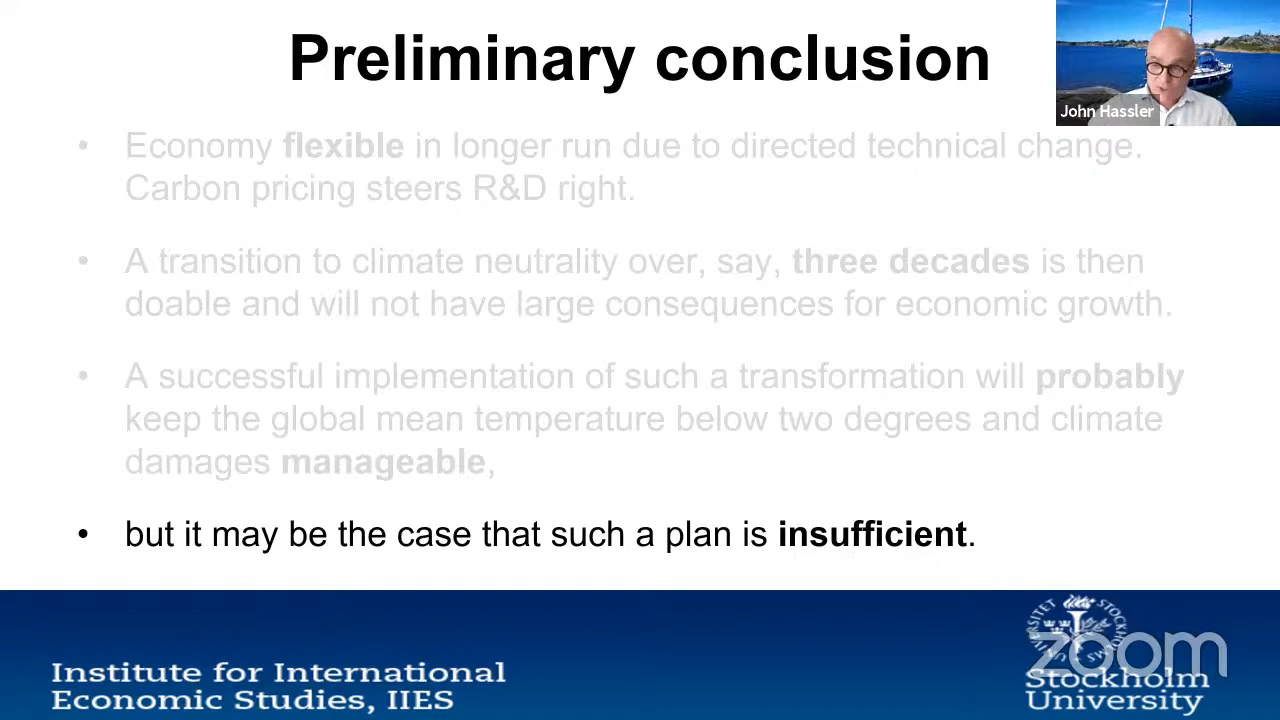 Preliminary conclusion
John Hassler
• Economy flexible in longer run due to directed technical change.
Carbon pricing steers R&D right.
• A transition to climate neutrality over, say, three decades is then
doable and will not have large consequences for economic growth.
• A successful implementation of such a transformation will probably
keep the global mean temperature below two degrees and climate
damages manageable,
• but it may be the case that such a plan is insufficient.
Institute for International
Economic Studies, IIES
zoom
Stockholm
University